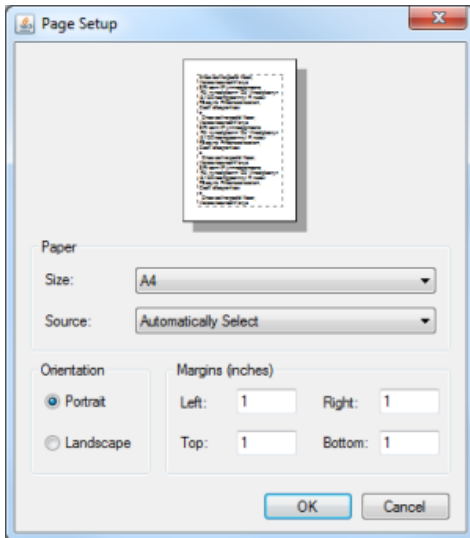 Page Setup
Paper
Size: A4
Source: Automatically Select
Orientation Margins (inches)
Portrait Left: 1 Right: 1
Landscape Top: 1 Bottom: 1
OK Cancel